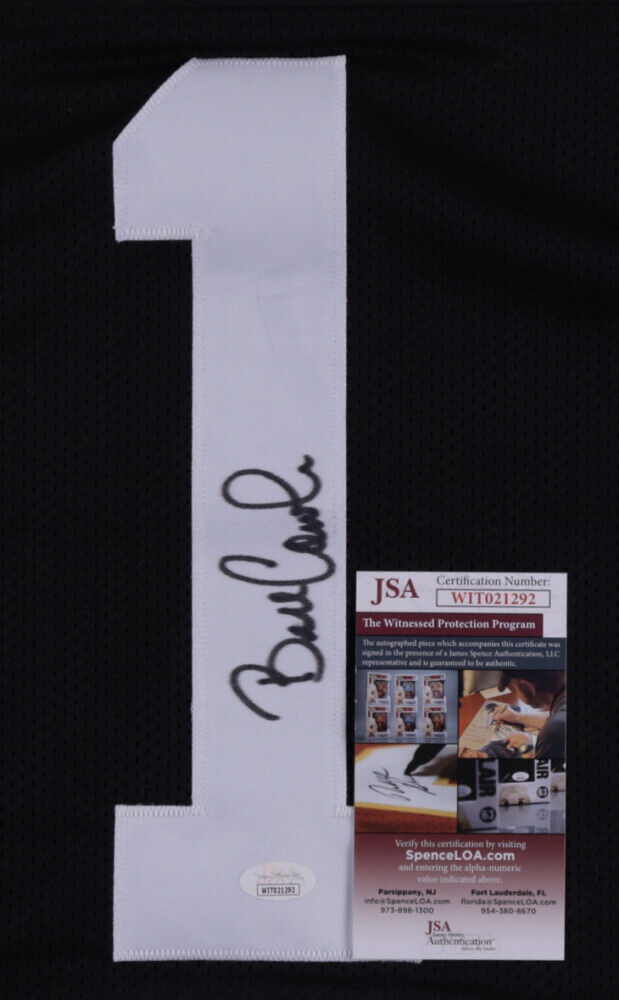 1
Bill Cowher
WIT021292
JSA
Certification Number:
WIT021292
The Witnessed Protection Program
The autographed piece which accompanies this certificate was
signed in the presence of a James Spence Authentication, LLC
representative and is guaranteed to be authentic.
Verify this certification by visiting
SpenceLOA.com
and entering the alpha-numeric
value indicated above.
Parsippany, NJ
info@SpenceLOA.com
973-898-1300
Fort Lauderdale, FL
florida@SpenceLOA.com
954-380-8670
JSA
James Spence
Authentication